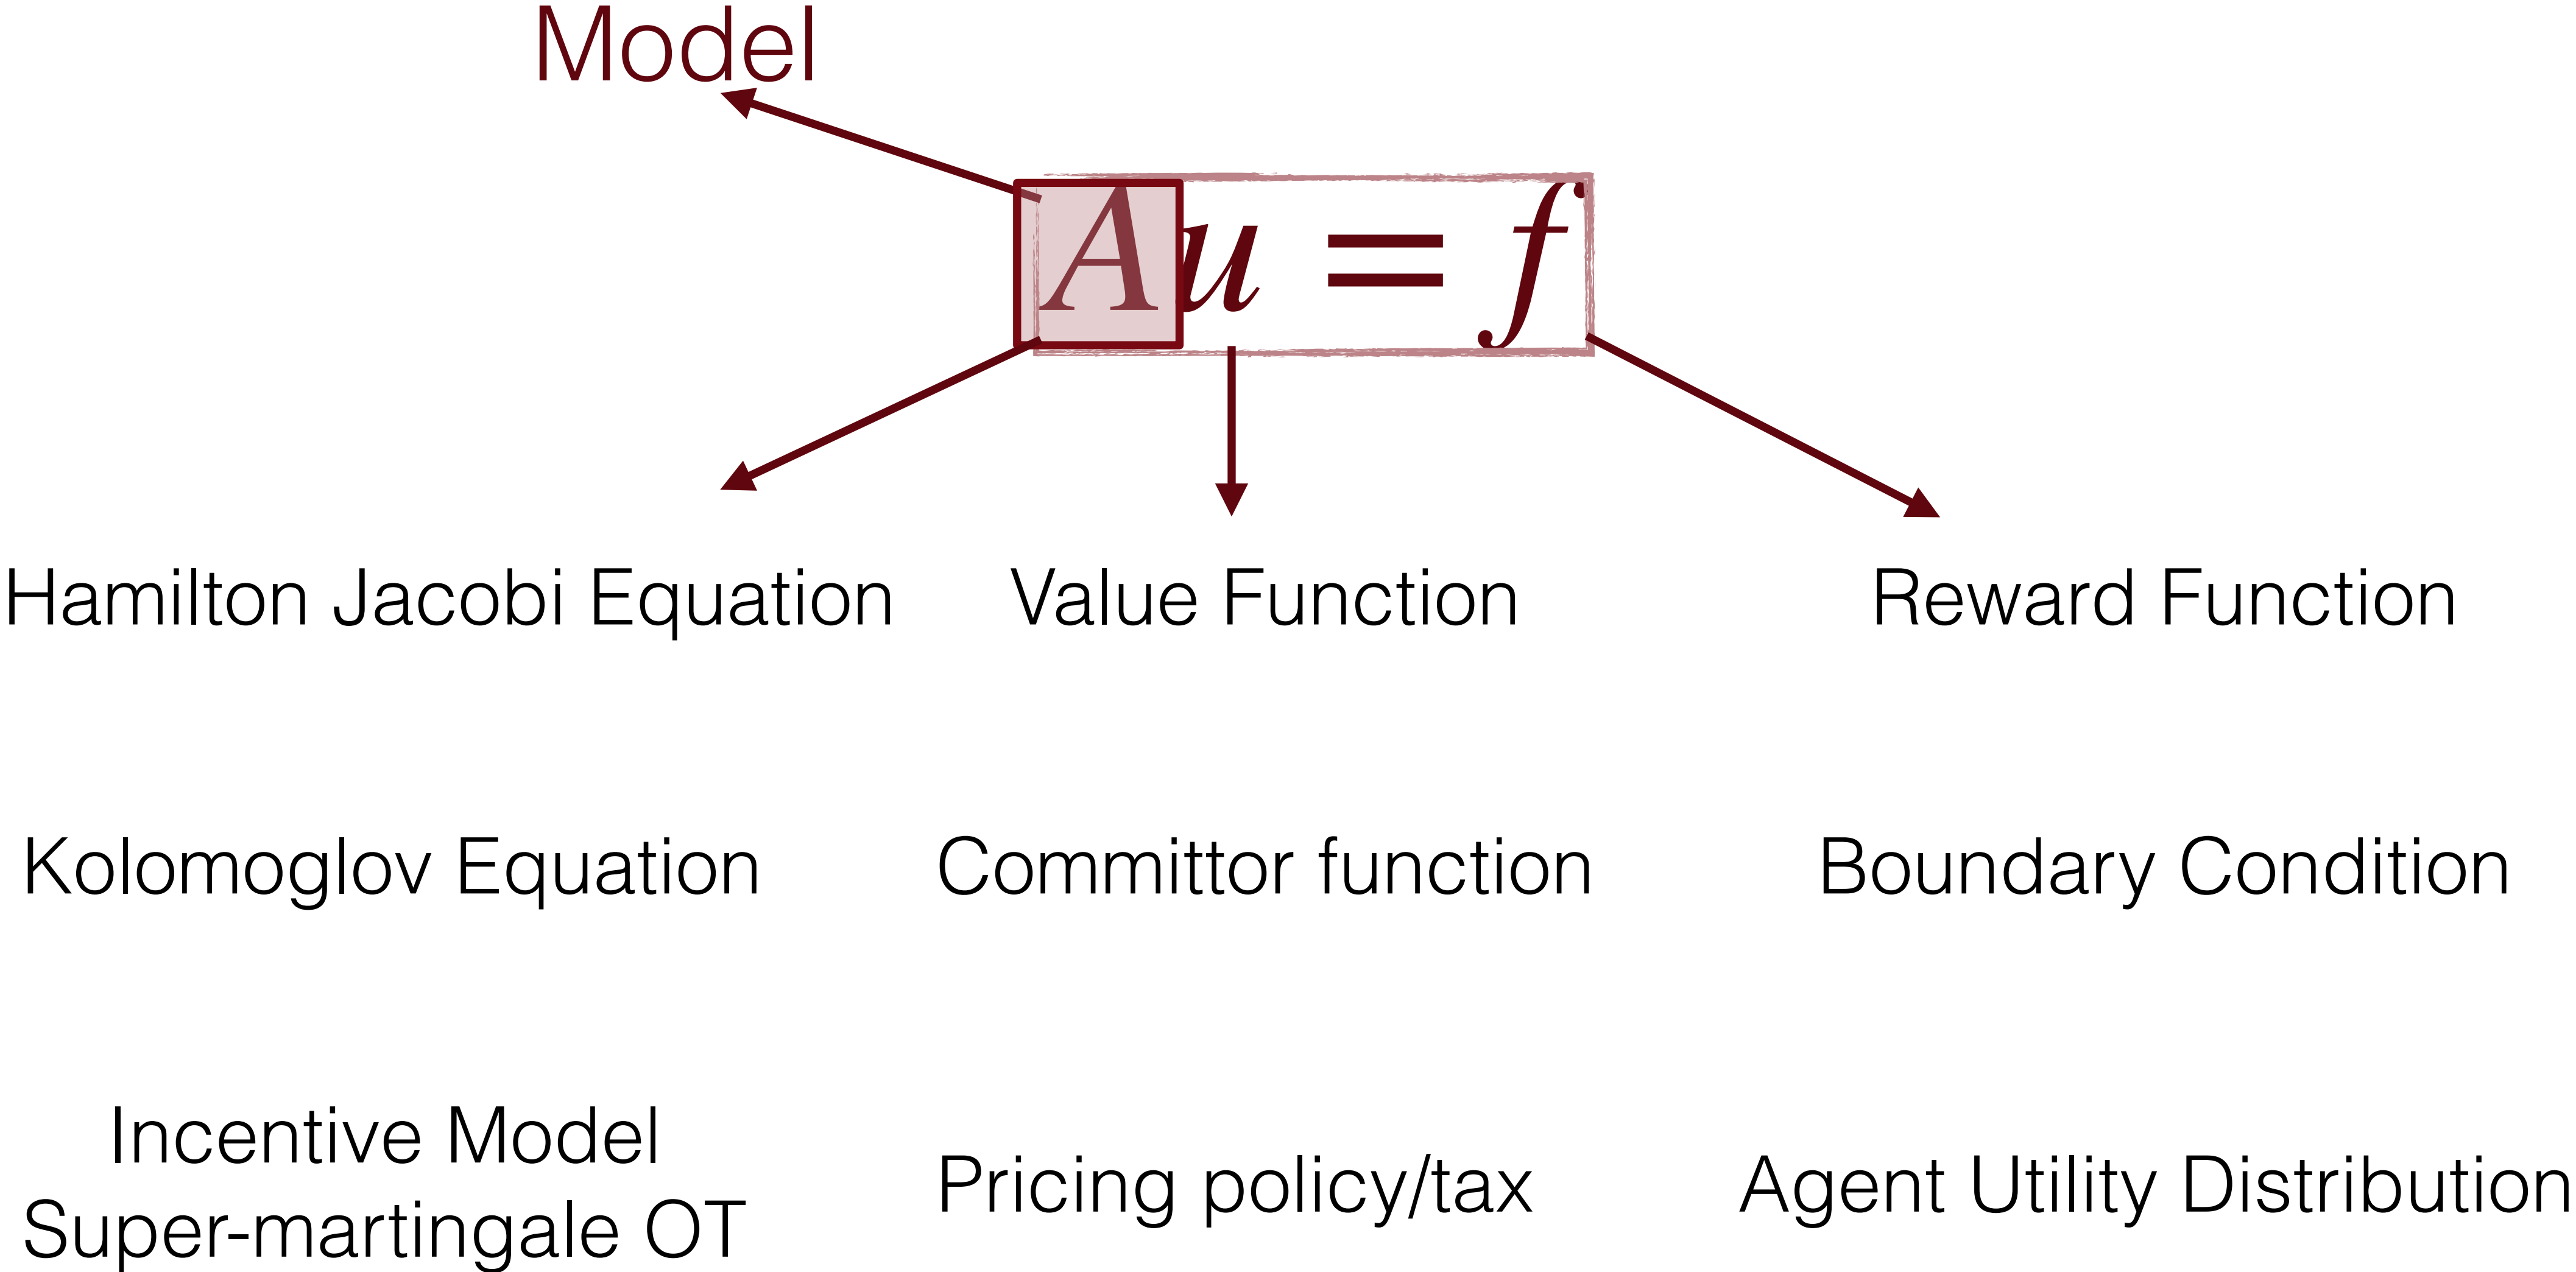 Model
Au = f
Hamilton Jacobi Equation
Value Function
Reward Function
Kolomoglov Equation
Committor function
Boundary Condition
Incentive Model
Super-martingale OT
Pricing policy/tax
Agent Utility Distribution